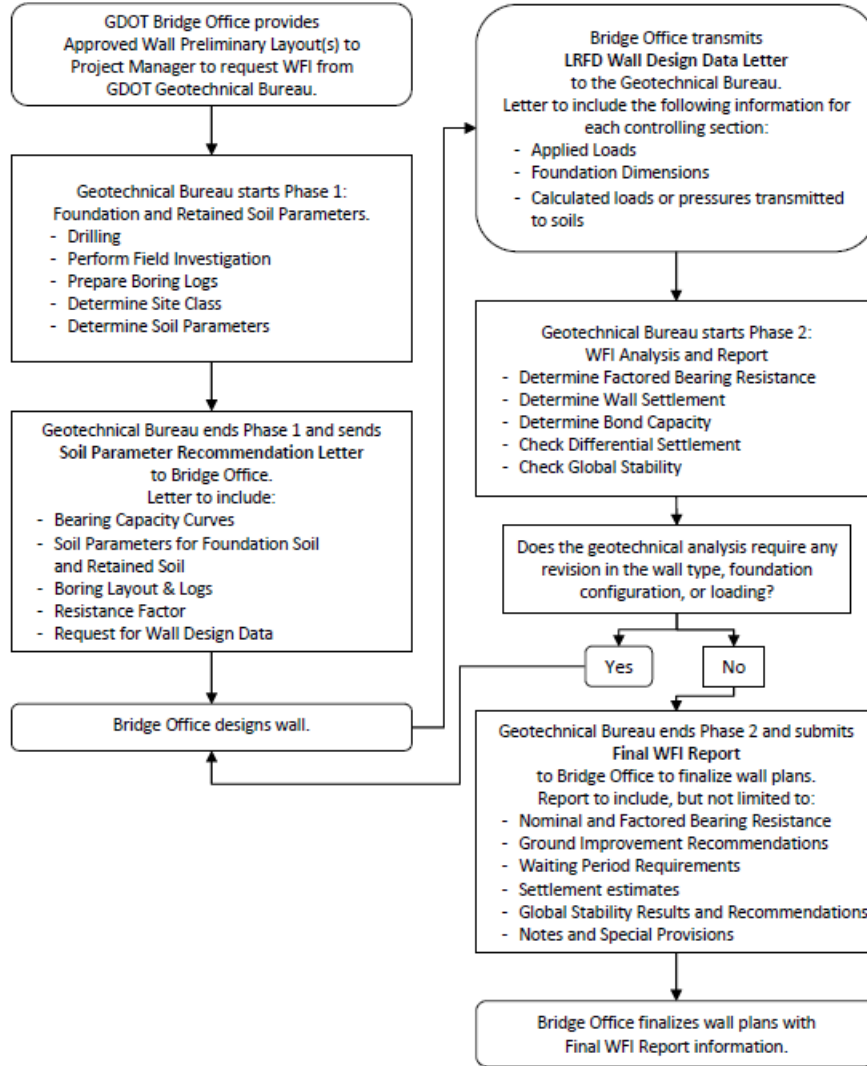 GDOT Bridge Office provides
Approved Wall Preliminary Layout(s) to
Project Manager to request WFI from
GDOT Geotechnical Bureau.
Geotechnical Bureau starts Phase 1:
Foundation and Retained Soil Parameters.
- Drilling
- Perform Field Investigation
- Prepare Boring Logs
- Determine Site Class
- Determine Soil Parameters
Geotechnical Bureau ends Phase 1 and sends
Soil Parameter Recommendation Letter
to Bridge Office.
Letter to include:
- Bearing Capacity Curves
- Soil Parameters for Foundation Soil
and Retained Soil
- Boring Layout & Logs
- Resistance Factor
- Request for Wall Design Data
Bridge Office designs wall.
Bridge Office transmits
LRFD Wall Design Data Letter
to the Geotechnical Bureau.
Letter to include the following information for
each controlling section:
- Applied Loads
- Foundation Dimensions
- Calculated loads or pressures transmitted
to soils
Geotechnical Bureau starts Phase 2:
WFI Analysis and Report
- Determine Factored Bearing Resistance
- Determine Wall Settlement
- Determine Bond Capacity
- Check Differential Settlement
- Check Global Stability
Does the geotechnical analysis require any
revision in the wall type, foundation
configuration, or loading?
Yes
No
Geotechnical Bureau ends Phase 2 and submits
Final WFI Report
to Bridge Office to finalize wall plans.
Report to include, but not limited to:
- Nominal and Factored Bearing Resistance
- Ground Improvement Recommendations
- Waiting Period Requirements
- Settlement estimates
- Global Stability Results and Recommendations
- Notes and Special Provisions
Bridge Office finalizes wall plans with
Final WFI Report information.